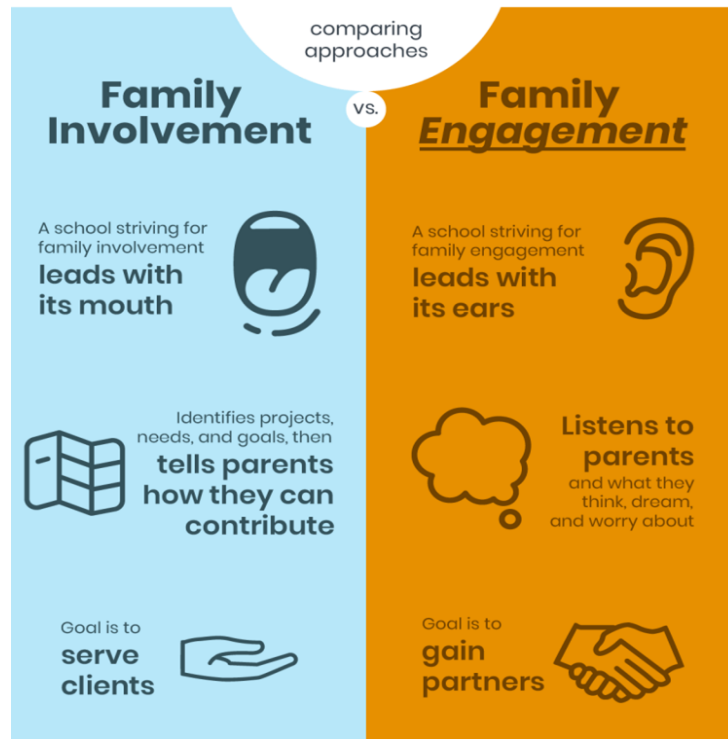 comparing
approaches
Family
Involvement
vs.
Family
Engagement
A school striving for
family involvement
leads with
its mouth
A school striving for
family engagement
leads with
its ears
Identifies projects,
needs, and goals, then
tells parents
how they can
contribute
Listens to
parents
and what they
think, dream,
and worry about
Goal is to
serve
clients
Goal is to
gain
partners